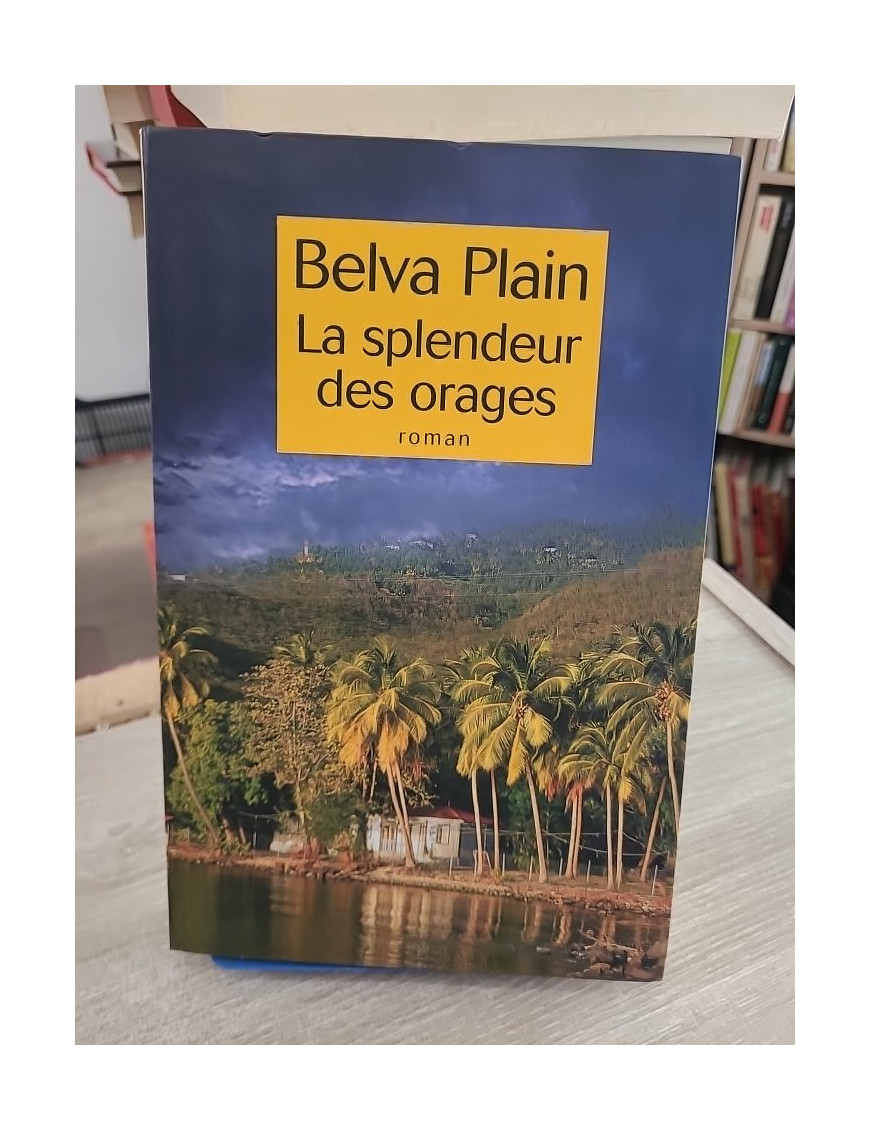 Belva Plain
La splendeur
des orages
roman